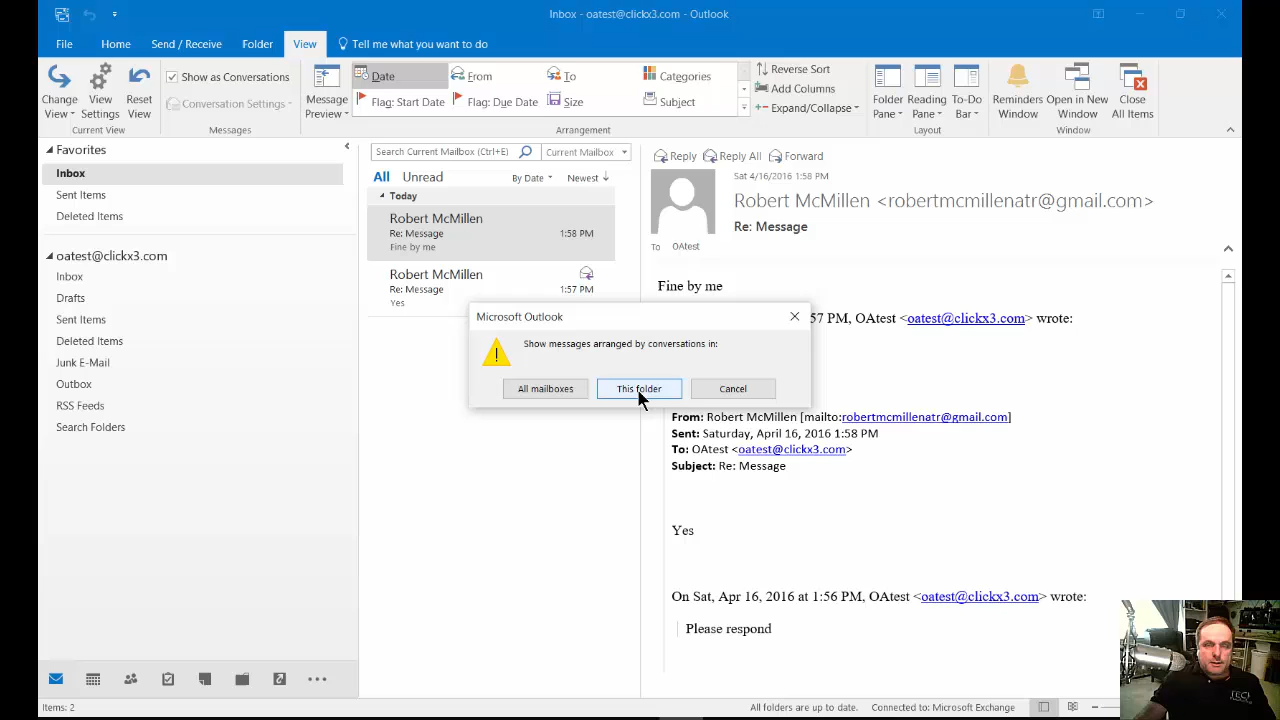 Inbox - oatest@clickx3.com - Outlook
File Home Send / Receive Folder View Tell me what you want to do
Change View
View Settings
Reset View
Current View
Show as Conversations
Conversation Settings
Messages
Message Preview
Date From To Categories
Flag: Start Date Flag: Due Date Size Subject
Arrangement
Reverse Sort
Add Columns
Expand/Collapse
Folder Pane
Reading Pane
To-Do Bar
Layout
Reminders Window
Open in New Window
Close All Items
Window
Favorites
Inbox
Sent Items
Deleted Items
oatest@clickx3.com
Inbox
Drafts
Sent Items
Deleted Items
Junk E-Mail
Outbox
RSS Feeds
Search Folders
Search Current Mailbox (Ctrl+E) Current Mailbox
All Unread By Date Newest
Today
Robert McMillen
Re: Message 1:58 PM
Fine by me
Robert McMillen
Re: Message 1:57 PM
Yes
Microsoft Outlook
Show messages arranged by conversations in:
All mailboxes This folder Cancel
Reply Reply All Forward
Sat 4/16/2016 1:58 PM
Robert McMillen <robertmcmillenatr@gmail.com>
Re: Message
To OAtest
Fine by me
57 PM, OAtest <oatest@clickx3.com> wrote:
From: Robert McMillen [mailto:robertmcmillenatr@gmail.com]
Sent: Saturday, April 16, 2016 1:58 PM
To: OAtest <oatest@clickx3.com>
Subject: Re: Message
Yes
On Sat, Apr 16, 2016 at 1:56 PM, OAtest <oatest@clickx3.com> wrote:
Please respond
Items: 2 All folders are up to date. Connected to: Microsoft Exchange